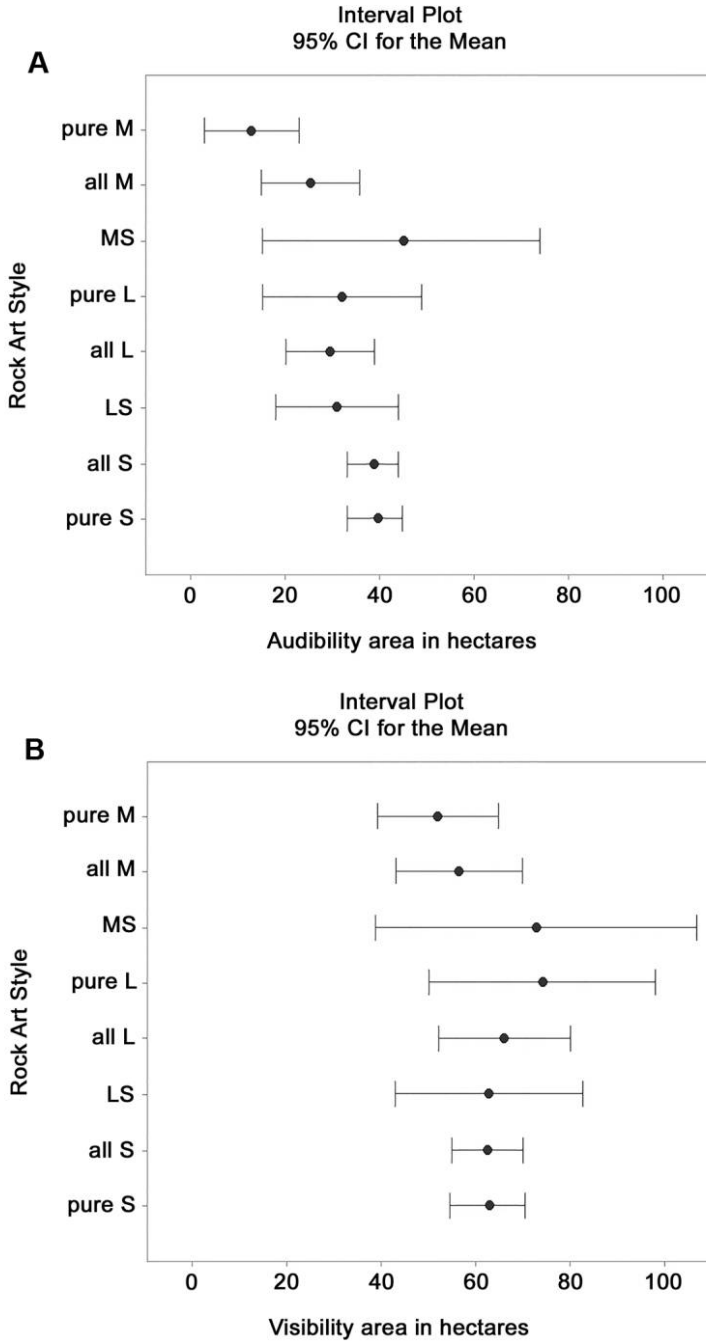 Interval Plot
95% CI for the Mean
A
pure M
all M
MS
pure L
all L
LS
all S
pure S
Rock Art Style
0 20 40 60 80 100
Audibility area in hectares
Interval Plot
95% CI for the Mean
B
pure M
all M
MS
pure L
all L
LS
all S
pure S
Rock Art Style
0 20 40 60 80 100
Visibility area in hectares